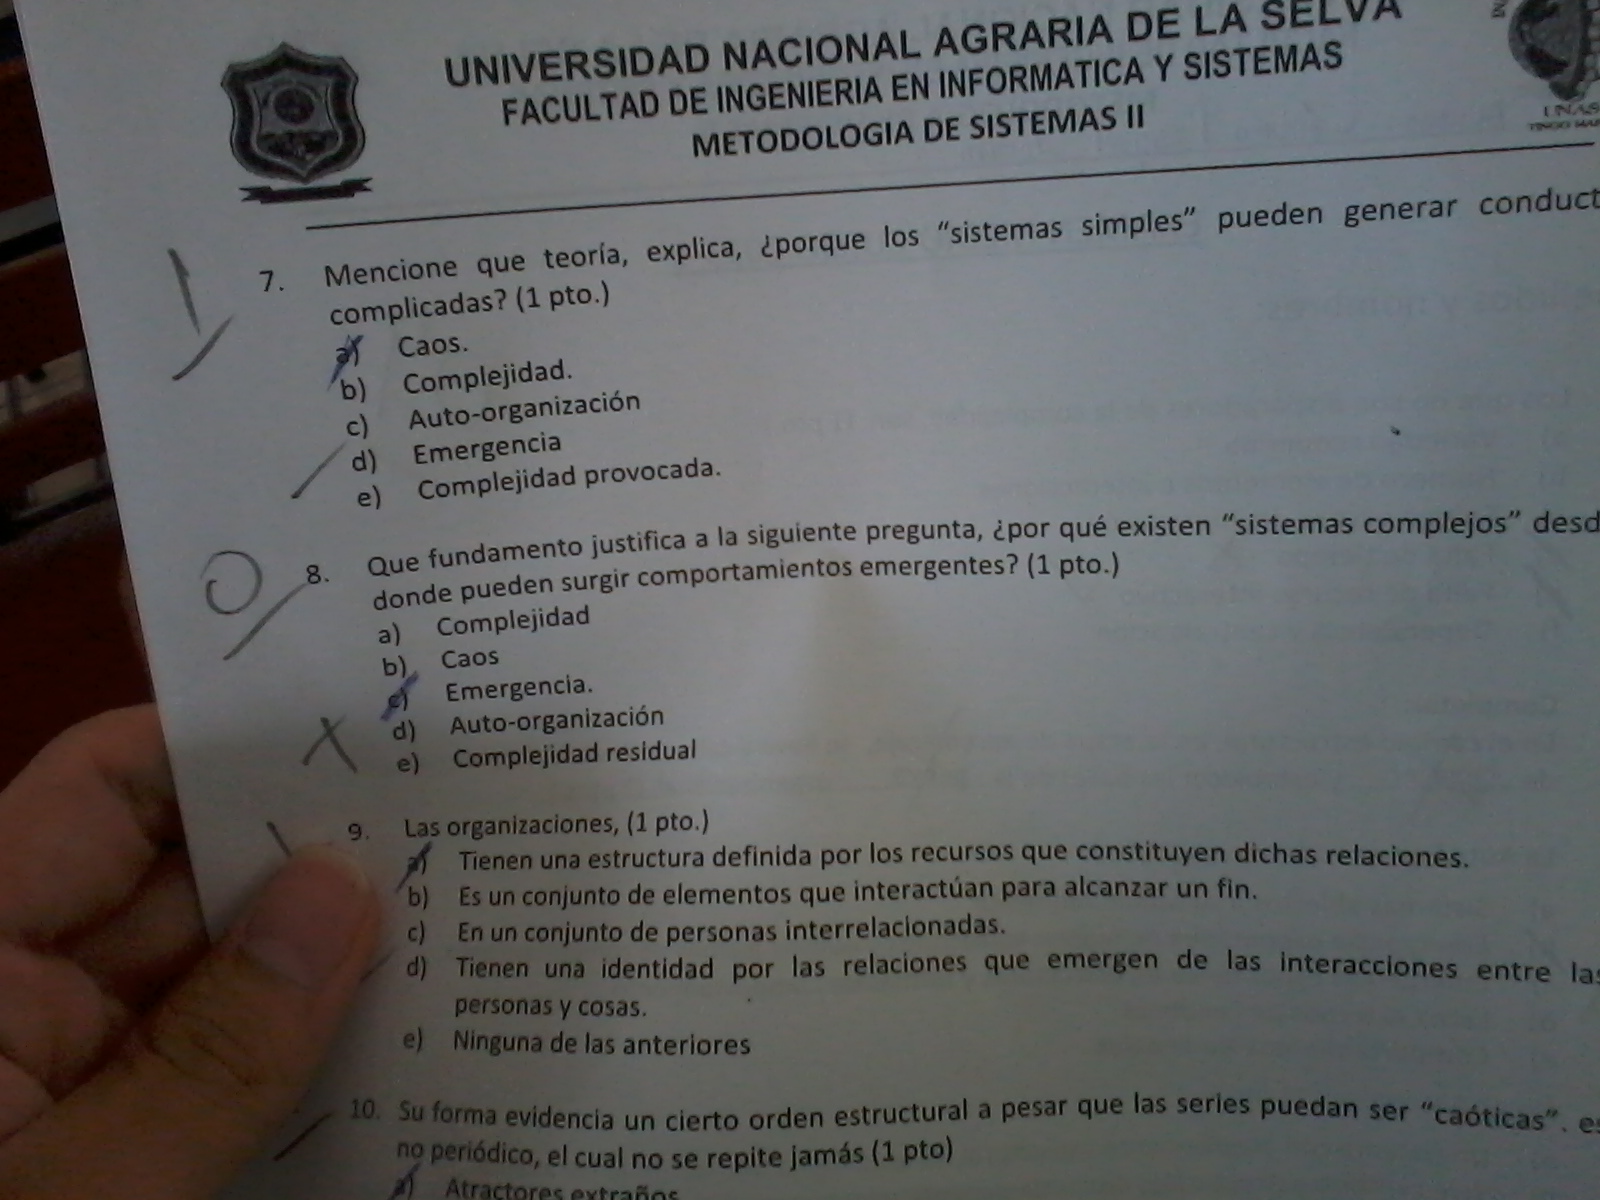 UNIVERSIDAD NACIONAL AGRARIA DE LA SELVA
FACULTAD DE INGENIERIA EN INFORMATICA Y SISTEMAS
METODOLOGIA DE SISTEMAS II
UNAS
1
7. Mencione que teoría, explica, ¿porque los “sistemas simples” pueden generar conduct
complicadas? (1 pto.)
a) Caos.
b) Complejidad.
c) Auto-organización
d) Emergencia
e) Complejidad provocada.
0
8. Que fundamento justifica a la siguiente pregunta, ¿por qué existen “sistemas complejos” desd
donde pueden surgir comportamientos emergentes? (1 pto.)
a) Complejidad
b) Caos
c) Emergencia.
d) Auto-organización
e) Complejidad residual
9. Las organizaciones, (1 pto.)
a) Tienen una estructura definida por los recursos que constituyen dichas relaciones.
b) Es un conjunto de elementos que interactúan para alcanzar un fin.
c) En un conjunto de personas interrelacionadas.
d) Tienen una identidad por las relaciones que emergen de las interacciones entre las
personas y cosas.
e) Ninguna de las anteriores
10. Su forma evidencia un cierto orden estructural a pesar que las series puedan ser “caóticas”. es
no periódico, el cual no se repite jamás (1 pto)
a) Atractores extraños